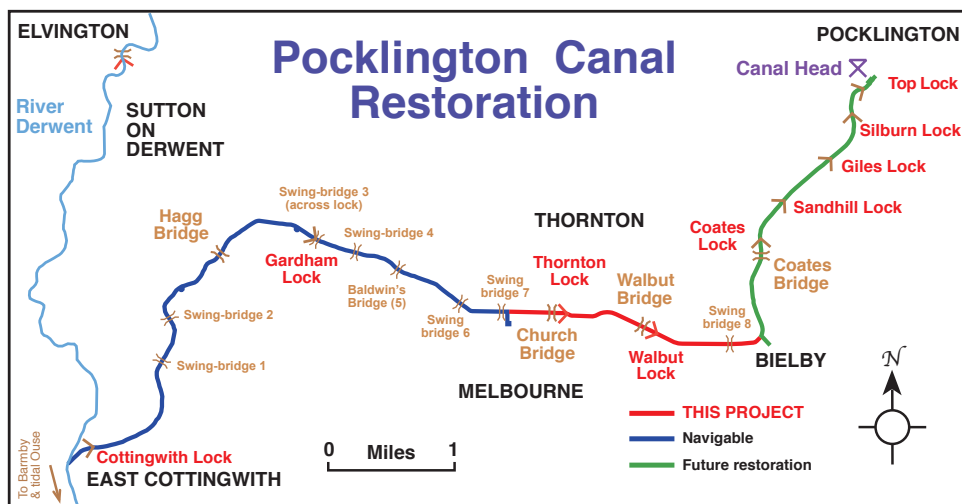 Pocklington Canal
Restoration
ELVINGTON
POCKLINGTON
Canal Head
Top Lock
River
Derwent
SUTTON
ON
DERWENT
Silburn Lock
Giles Lock
Swing-bridge 3
(across lock)
Hagg
Bridge
THORNTON
Sandhill Lock
Swing-bridge 4
Coates
Lock
Gardham
Lock
Thornton
Lock
Walbut
Bridge
Coates
Bridge
Baldwin's
Bridge (5)
Swing
bridge 7
Swing-bridge 2
Swing
bridge 6
Church
Bridge
Swing
bridge 8
Swing-bridge 1
Walbut
Lock
BIELBY
N
MELBOURNE
THIS PROJECT
Navigable
Future restoration
0 Miles 1
Cottingwith Lock
EAST COTTINGWITH
To Barmby
& tidal Ouse